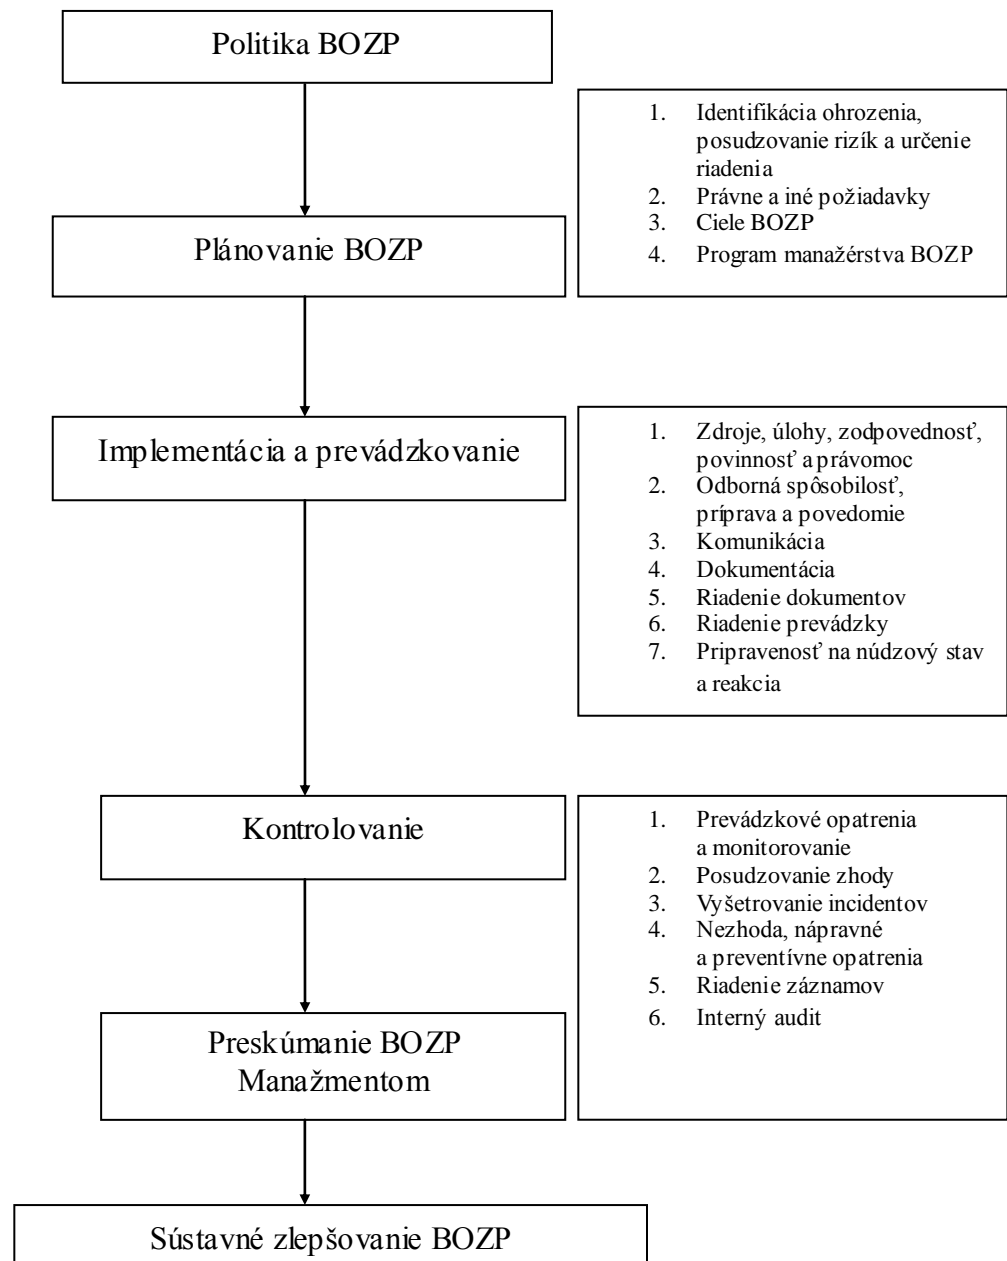 Politika BOZP
1. Identifikácia ohrozenia,
posudzovanie rizík a určenie
riadenia
2. Právne a iné požiadavky
3. Ciele BOZP
4. Program manažérstva BOZP
Plánovanie BOZP
Implementácia a prevádzkovanie
1. Zdroje, úlohy, zodpovednosť,
povinnosť a právomoc
2. Odborná spôsobilosť,
príprava a povedomie
3. Komunikácia
4. Dokumentácia
5. Riadenie dokumentov
6. Riadenie prevádzky
7. Pripravenosť na núdzový stav
a reakcia
Kontrolovanie
1. Prevádzkové opatrenia
a monitorovanie
2. Posudzovanie zhody
3. Vyšetrovanie incidentov
4. Nezhoda, nápravné
a preventívne opatrenia
5. Riadenie záznamov
6. Interný audit
Preskúmanie BOZP
Manažmentom
Sústavné zlepšovanie BOZP